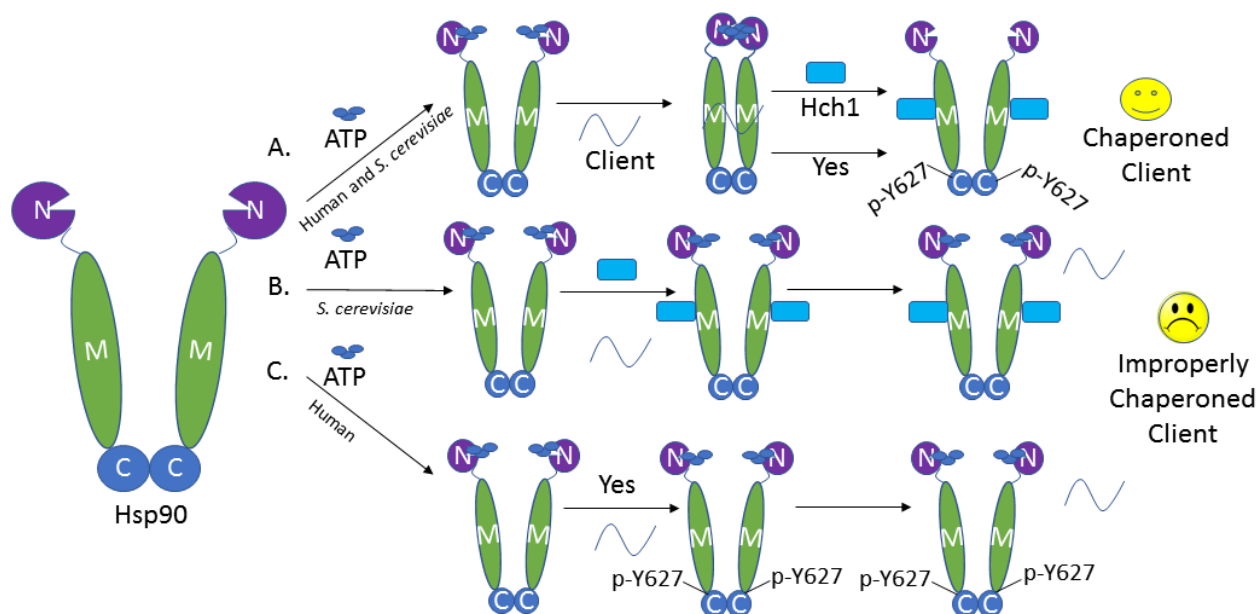 N
N
M
M
C
C
Hsp90
A.
ATP
Human and S. cerevisiae
N
N
M
M
C
C
Client
N
N
M
M
C
C
Hch1
Yes
N
N
M
M
C
C
p-Y627
p-Y627
Chaperoned
Client
B.
ATP
S. cerevisiae
N
N
M
M
C
C
N
N
M
M
C
C
N
N
M
M
C
C
Improperly
Chaperoned
Client
C.
ATP
Human
N
N
M
M
C
C
Yes
N
N
M
M
C
C
p-Y627
p-Y627
N
N
M
M
C
C
p-Y627
p-Y627